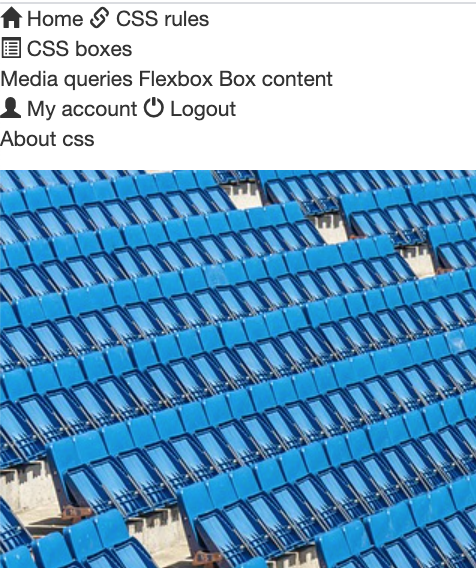 Home CSS rules
CSS boxes
Media queries Flexbox Box content
My account Logout
About css